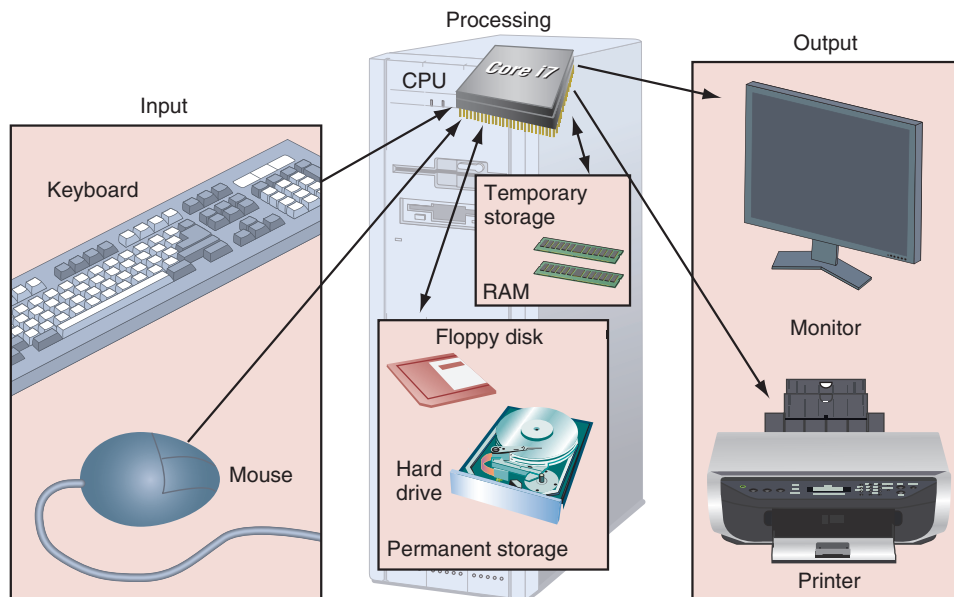 Processing
Output
Input
CPU
Core i7
Keyboard
Temporary
storage
RAM
Floppy disk
Hard
drive
Permanent storage
Mouse
Monitor
Printer